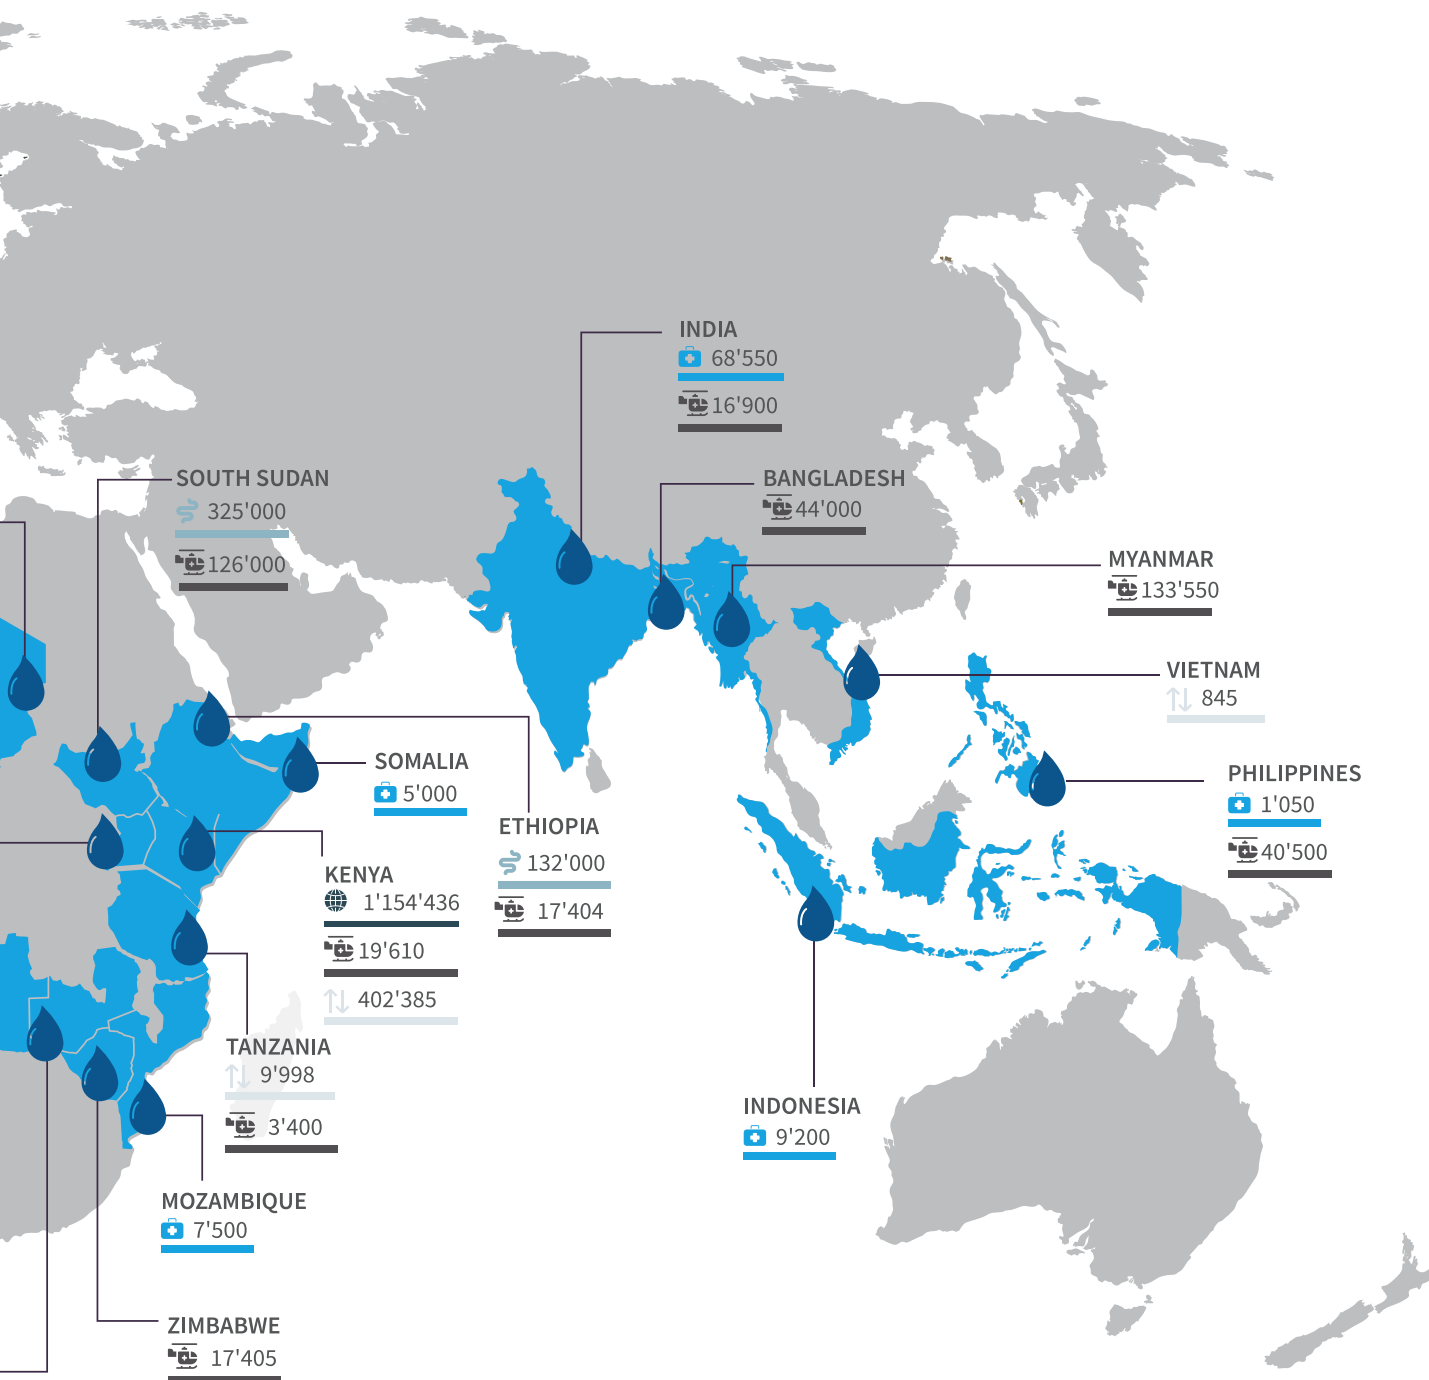 INDIA
68'550
16'900
SOUTH SUDAN
325'000
126'000
BANGLADESH
44'000
MYANMAR
133'550
VIETNAM
845
SOMALIA
5'000
PHILIPPINES
1'050
40'500
ETHIOPIA
132'000
17'404
KENYA
1'154'436
19'610
402'385
TANZANIA
9'998
3'400
INDONESIA
9'200
MOZAMBIQUE
7'500
ZIMBABWE
17'405